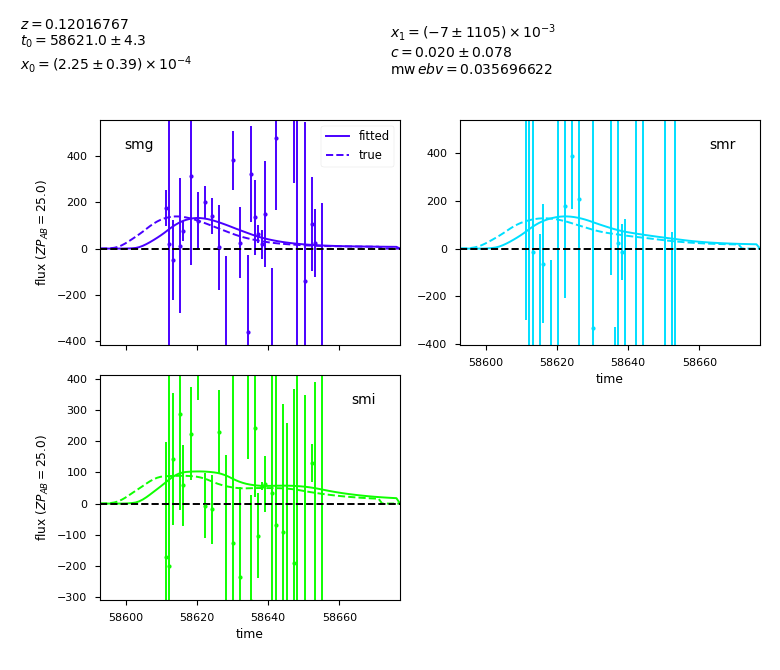 z = 0.12016767
t₀ = 58621.0 ± 4.3
x₀ = (2.25 ± 0.39) × 10⁻⁴
x₁ = (−7 ± 1105) × 10⁻³
c = 0.020 ± 0.078
mw ebv = 0.035696622
smg
fitted
true
flux (ZP_AB = 25.0)
400
200
0
−200
−400
smr
400
200
0
−200
−400
58600 58620 58640 58660
time
smi
flux (ZP_AB = 25.0)
400
300
200
100
0
−100
−200
−300
58600 58620 58640 58660
time